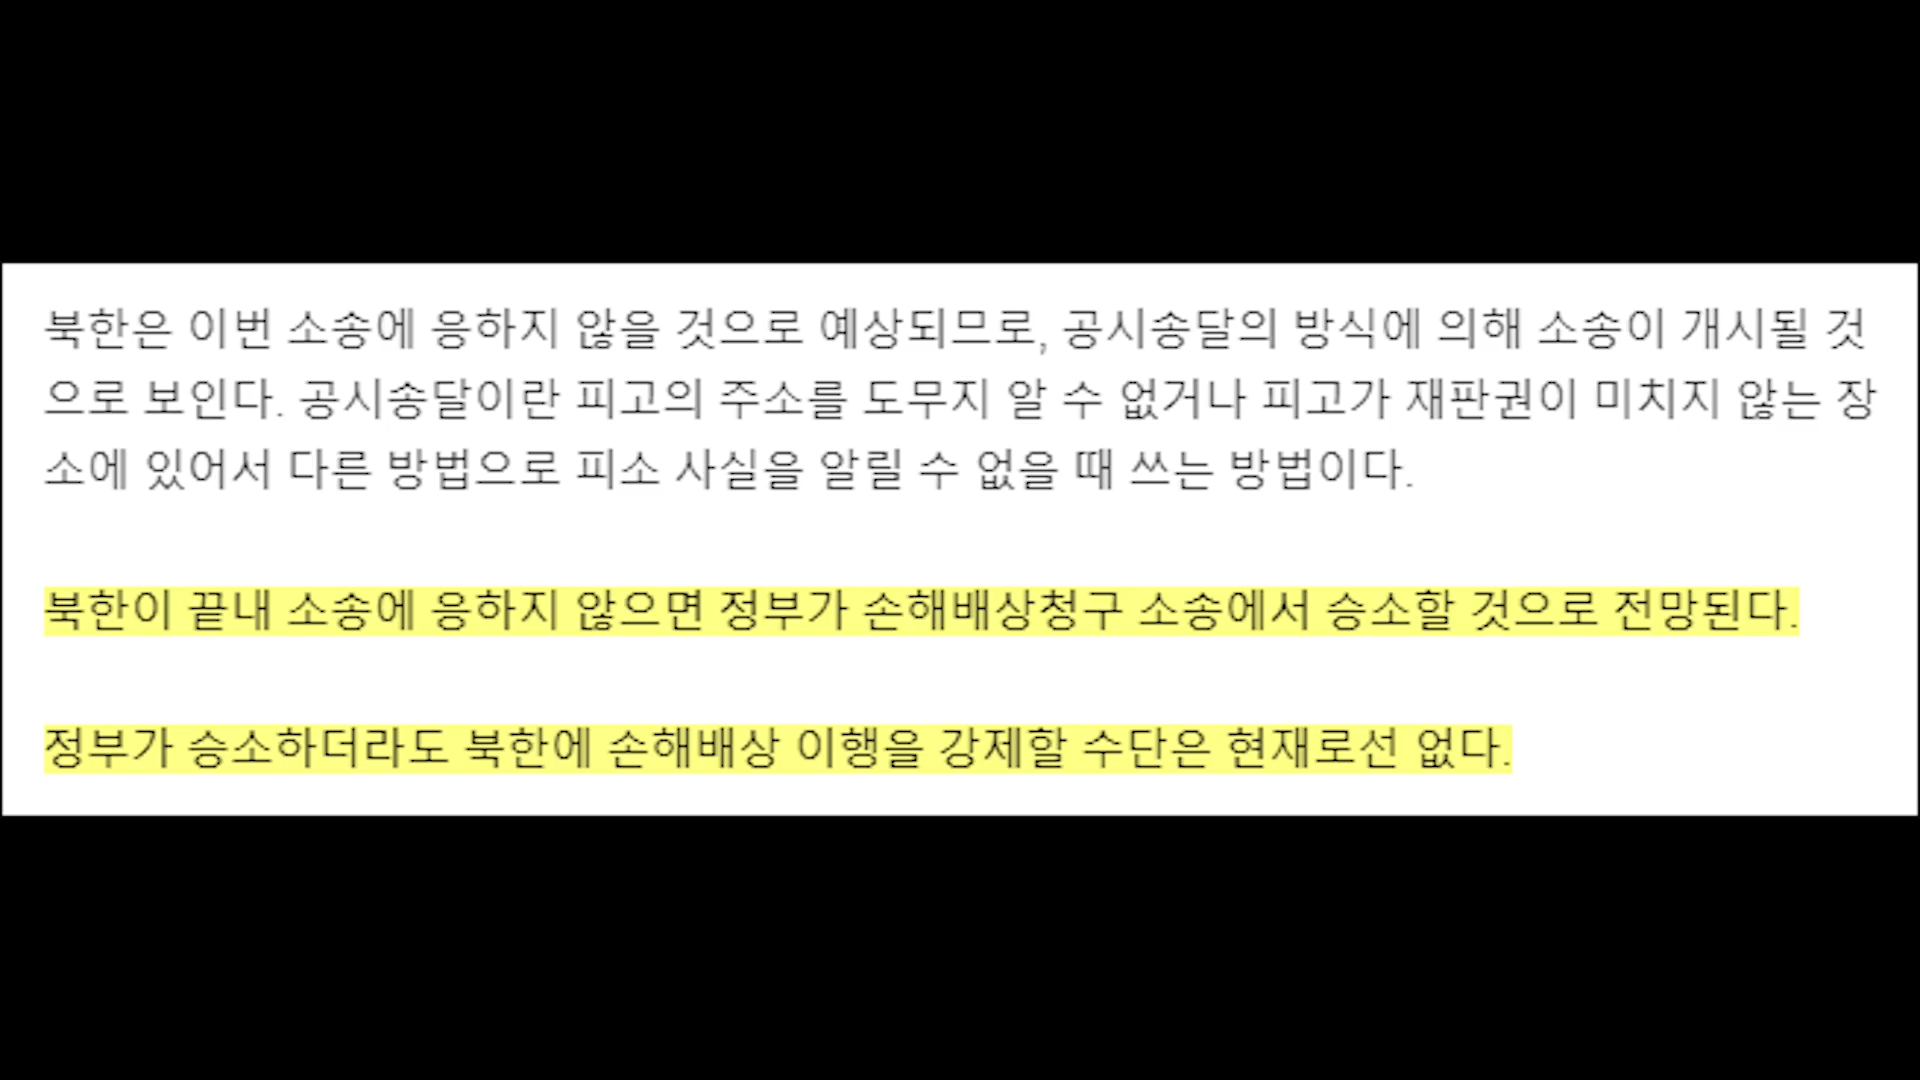 북한은 이번 소송에 응하지 않을 것으로 예상되므로, 공시송달의 방식에 의해 소송이 개시될 것
으로 보인다. 공시송달이란 피고의 주소를 도무지 알 수 없거나 피고가 재판권이 미치지 않는 장
소에 있어서 다른 방법으로 피소 사실을 알릴 수 없을 때 쓰는 방법이다.
북한이 끝내 소송에 응하지 않으면 정부가 손해배상청구 소송에서 승소할 것으로 전망된다.
정부가 승소하더라도 북한에 손해배상 이행을 강제할 수단은 현재로선 없다.